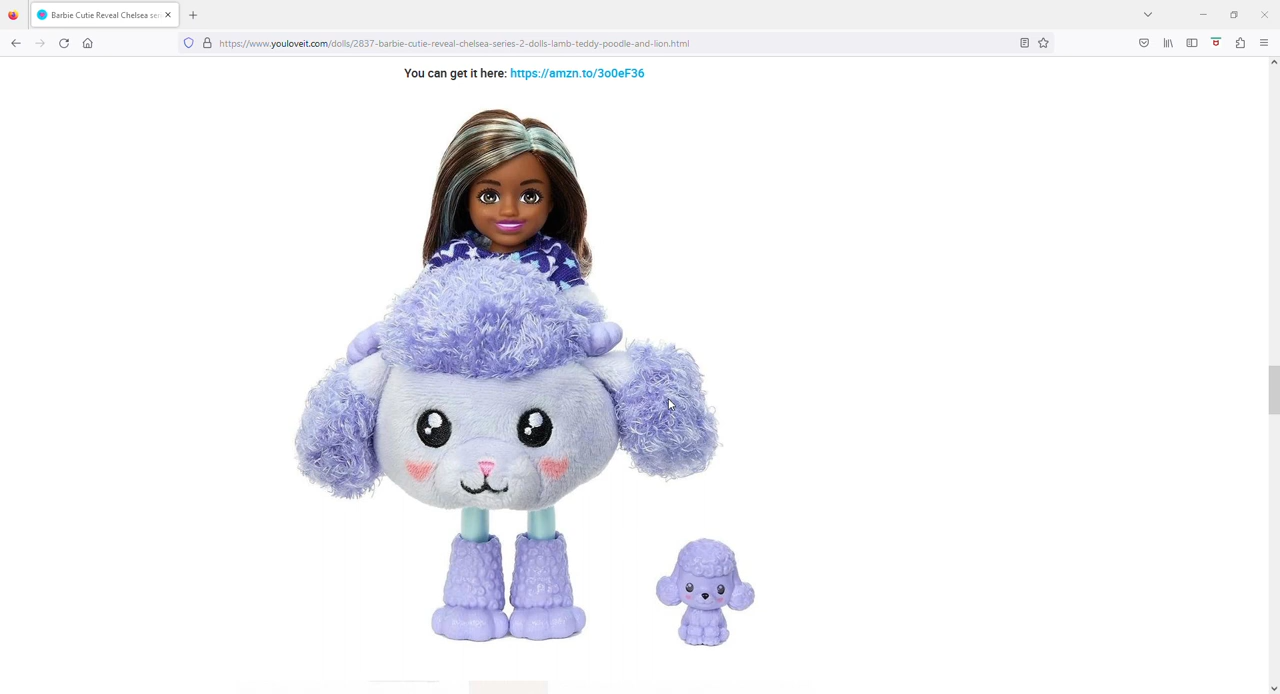 Barbie Cutie Reveal Chelsea ser
https://www.youloveit.com/dolls/2837-barbie-cutie-reveal-chelsea-series-2-dolls-lamb-teddy-poodle-and-lion.html
You can get it here: https://amzn.to/3o0eF36